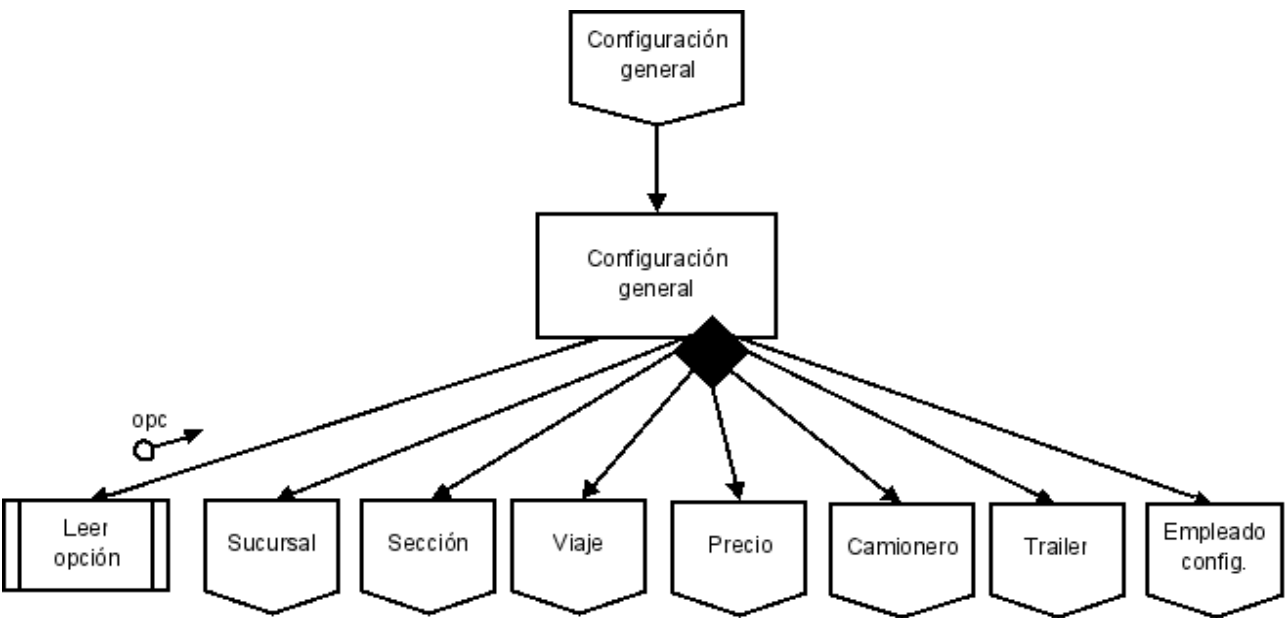 Configuración
general
Configuración
general
opc
Leer
opción
Sucursal
Sección
Viaje
Precio
Camionero
Trailer
Empleado
config.